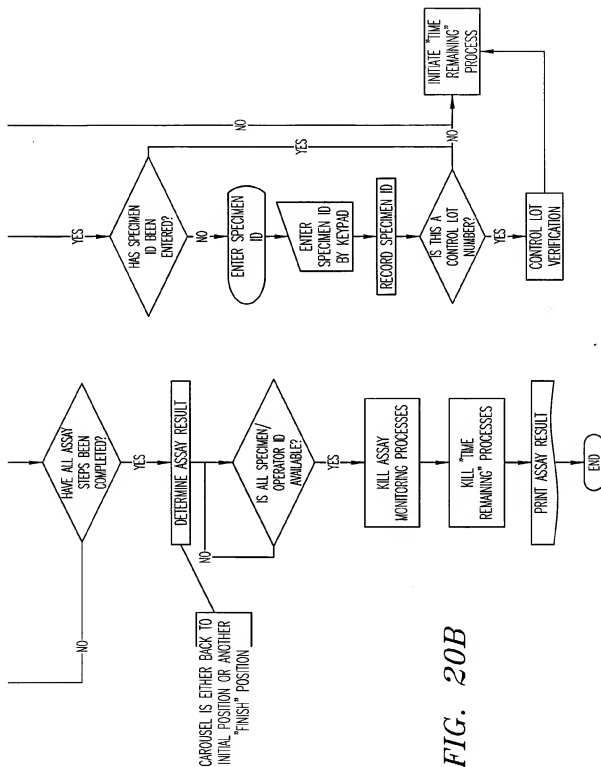 NO
HAVE ALL ASSAY
STEPS BEEN
COMPLETED?
YES
DETERMINE ASSAY RESULT
CAROUSEL IS EITHER BACK TO
INITIAL POSITION OR ANOTHER
"FINISH" POSITION
NO
IS ALL SPECIMEN/
OPERATOR ID
AVAILABLE?
YES
KILL ASSAY
MONITORING PROCESSES
KILL "TIME
REMAINING" PROCESSES
PRINT ASSAY RESULT
END
YES
HAS SPECIMEN
ID BEEN
ENTERED?
NO
ENTER SPECIMEN
ID
ENTER
SPECIMEN ID
BY KEYPAD
RECORD SPECIMEN ID
IS THIS A
CONTROL LOT
NUMBER?
YES
CONTROL LOT
VERIFICATION
YES
NO
NO
INITIATE "TIME
REMAINING"
PROCESS
FIG. 20B